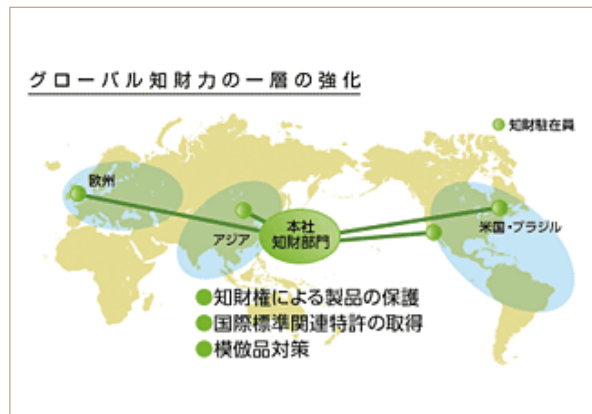 グローバル知財力の一層の強化
知財駐在員
欧州
アジア
本社
知財部門
米国・ブラジル
●知財権による製品の保護
●国際標準関連特許の取得
●模倣品対策